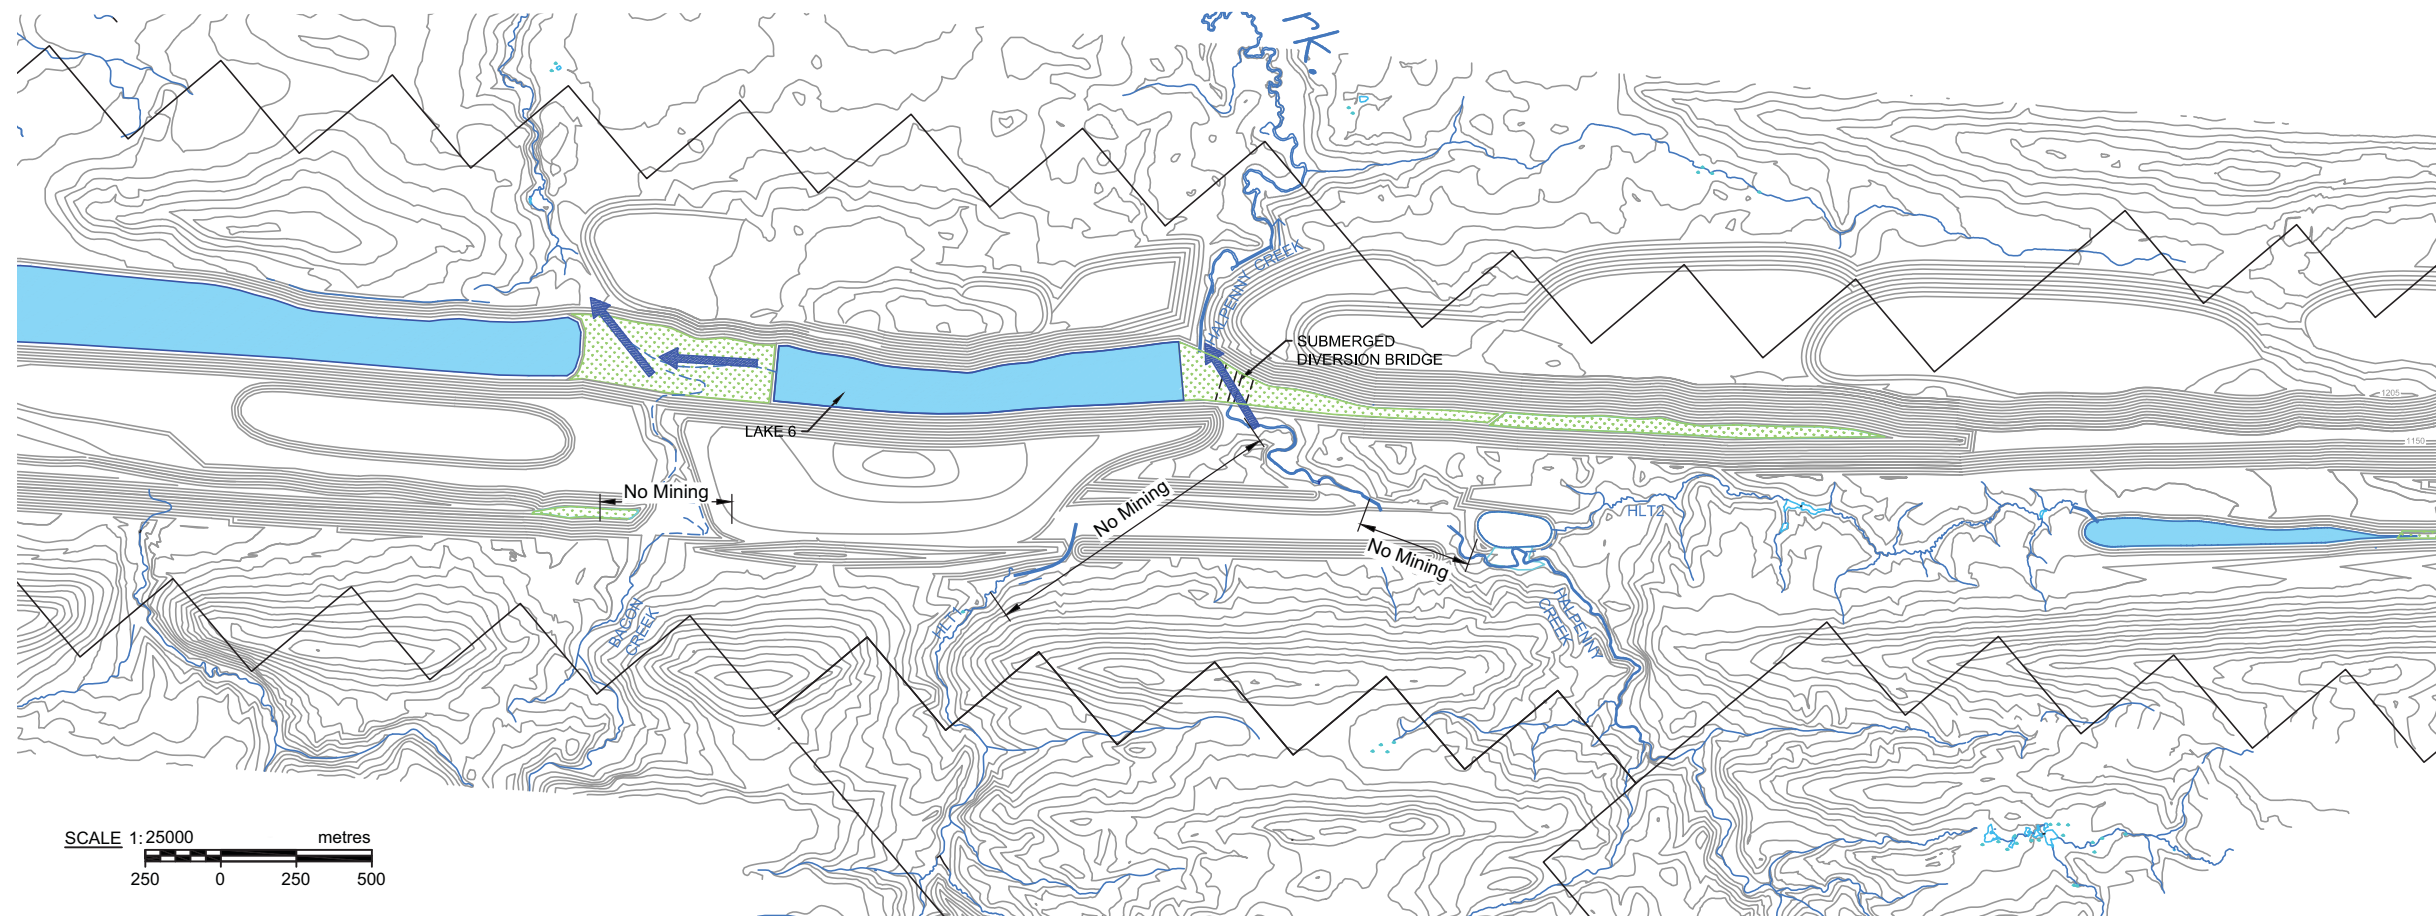 HALPENNY CREEK
SUBMERGED
DIVERSION BRIDGE
1205
LAKE 6
1150
No Mining
No Mining
HLT2
No Mining
BACON
CREEK
HLT1
HALPENNY
CREEK
SCALE 1:25000 metres
250 0 250 500